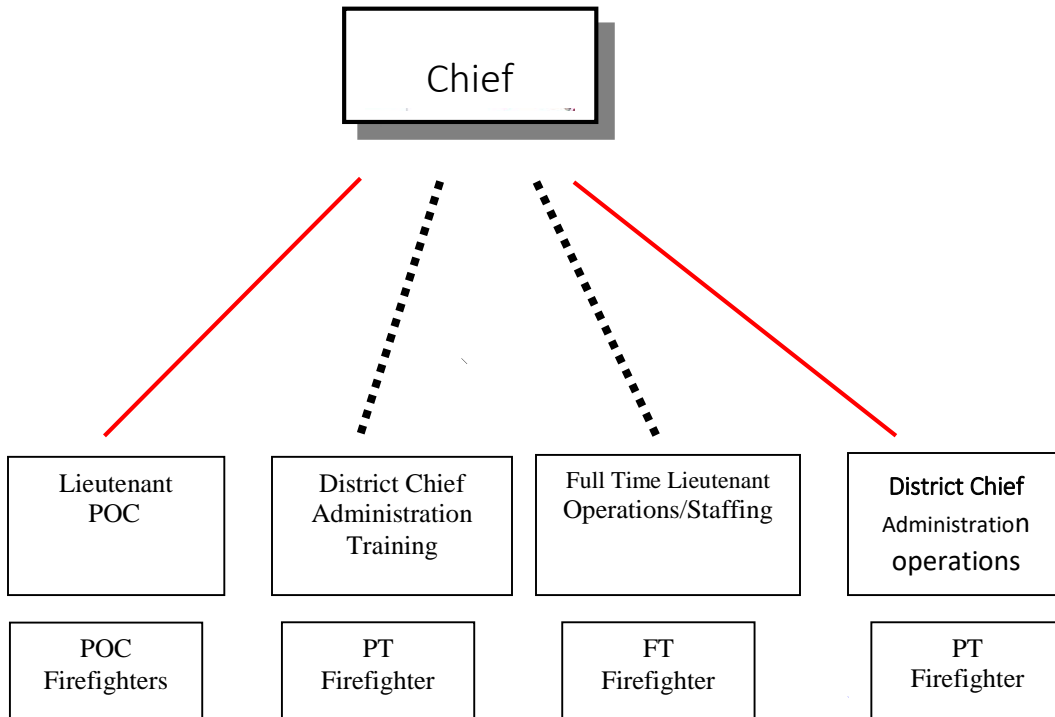 Chief
Lieutenant
POC
District Chief
Administration
Training
Full Time Lieutenant
Operations/Staffing
District Chief
Administration
operations
POC
Firefighters
PT
Firefighter
FT
Firefighter
PT
Firefighter